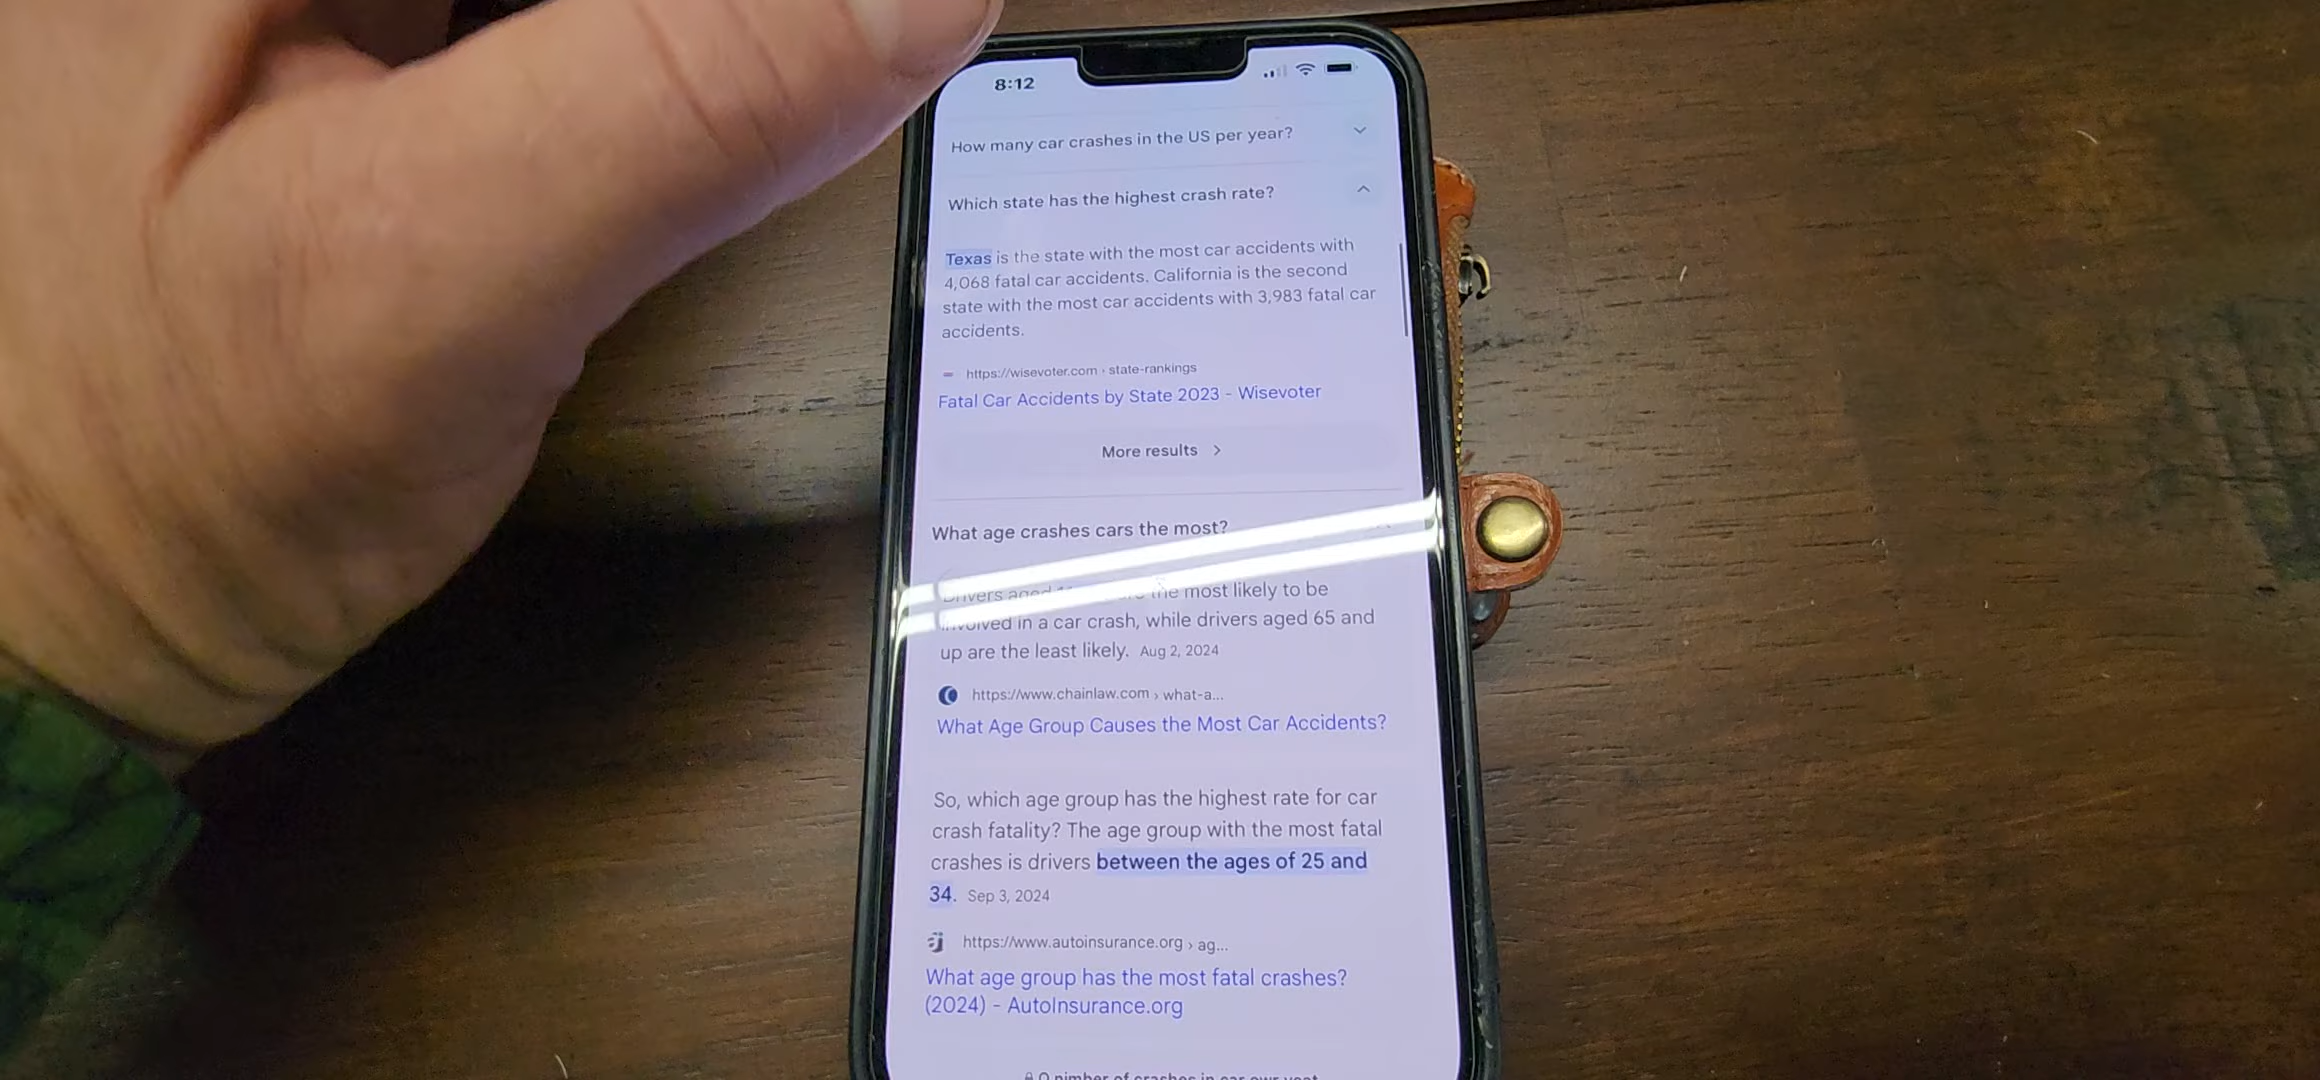 8:12
How many car crashes in the US per year?
Which state has the highest crash rate?
Texas is the state with the most car accidents with
4,068 fatal car accidents. California is the second
state with the most car accidents with 3,983 fatal car
accidents.
https://wisevoter.com › state-rankings
Fatal Car Accidents by State 2023 - Wisevoter
More results >
What age crashes cars the most?
Drivers aged the most likely to be
involved in a car crash, while drivers aged 65 and
up are the least likely. Aug 2, 2024
https://www.chainlaw.com › what-a...
What Age Group Causes the Most Car Accidents?
So, which age group has the highest rate for car
crash fatality? The age group with the most fatal
crashes is drivers between the ages of 25 and
34. Sep 3, 2024
https://www.autoinsurance.org › ag...
What age group has the most fatal crashes?
(2024) - AutoInsurance.org
of crashes in